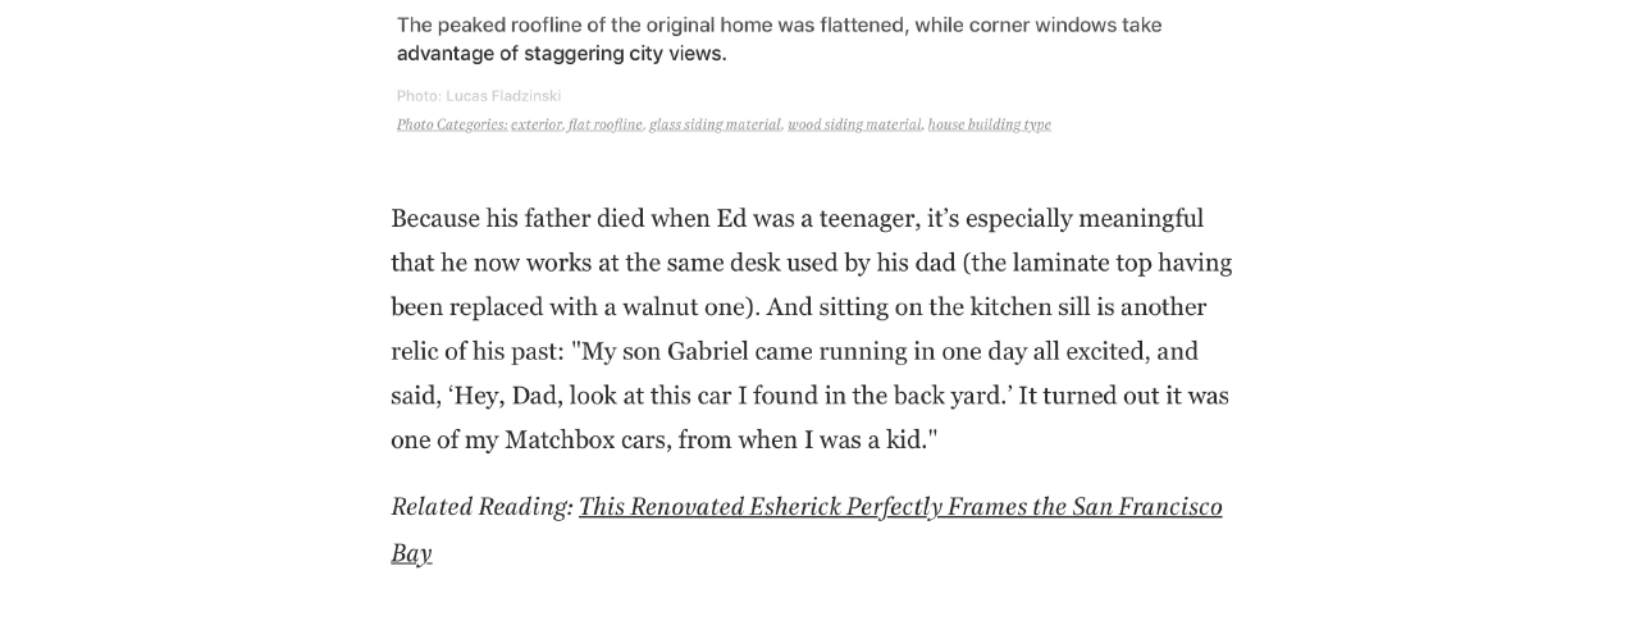 The peaked roofline of the original home was flattened, while corner windows take
advantage of staggering city views.
Photo: Lucas Fladzinski
Photo Categories: exterior, flat roofline, glass siding material, wood siding material, house building type
Because his father died when Ed was a teenager, it’s especially meaningful
that he now works at the same desk used by his dad (the laminate top having
been replaced with a walnut one). And sitting on the kitchen sill is another
relic of his past: "My son Gabriel came running in one day all excited, and
said, ‘Hey, Dad, look at this car I found in the back yard.’ It turned out it was
one of my Matchbox cars, from when I was a kid."
Related Reading: This Renovated Esherick Perfectly Frames the San Francisco
Bay